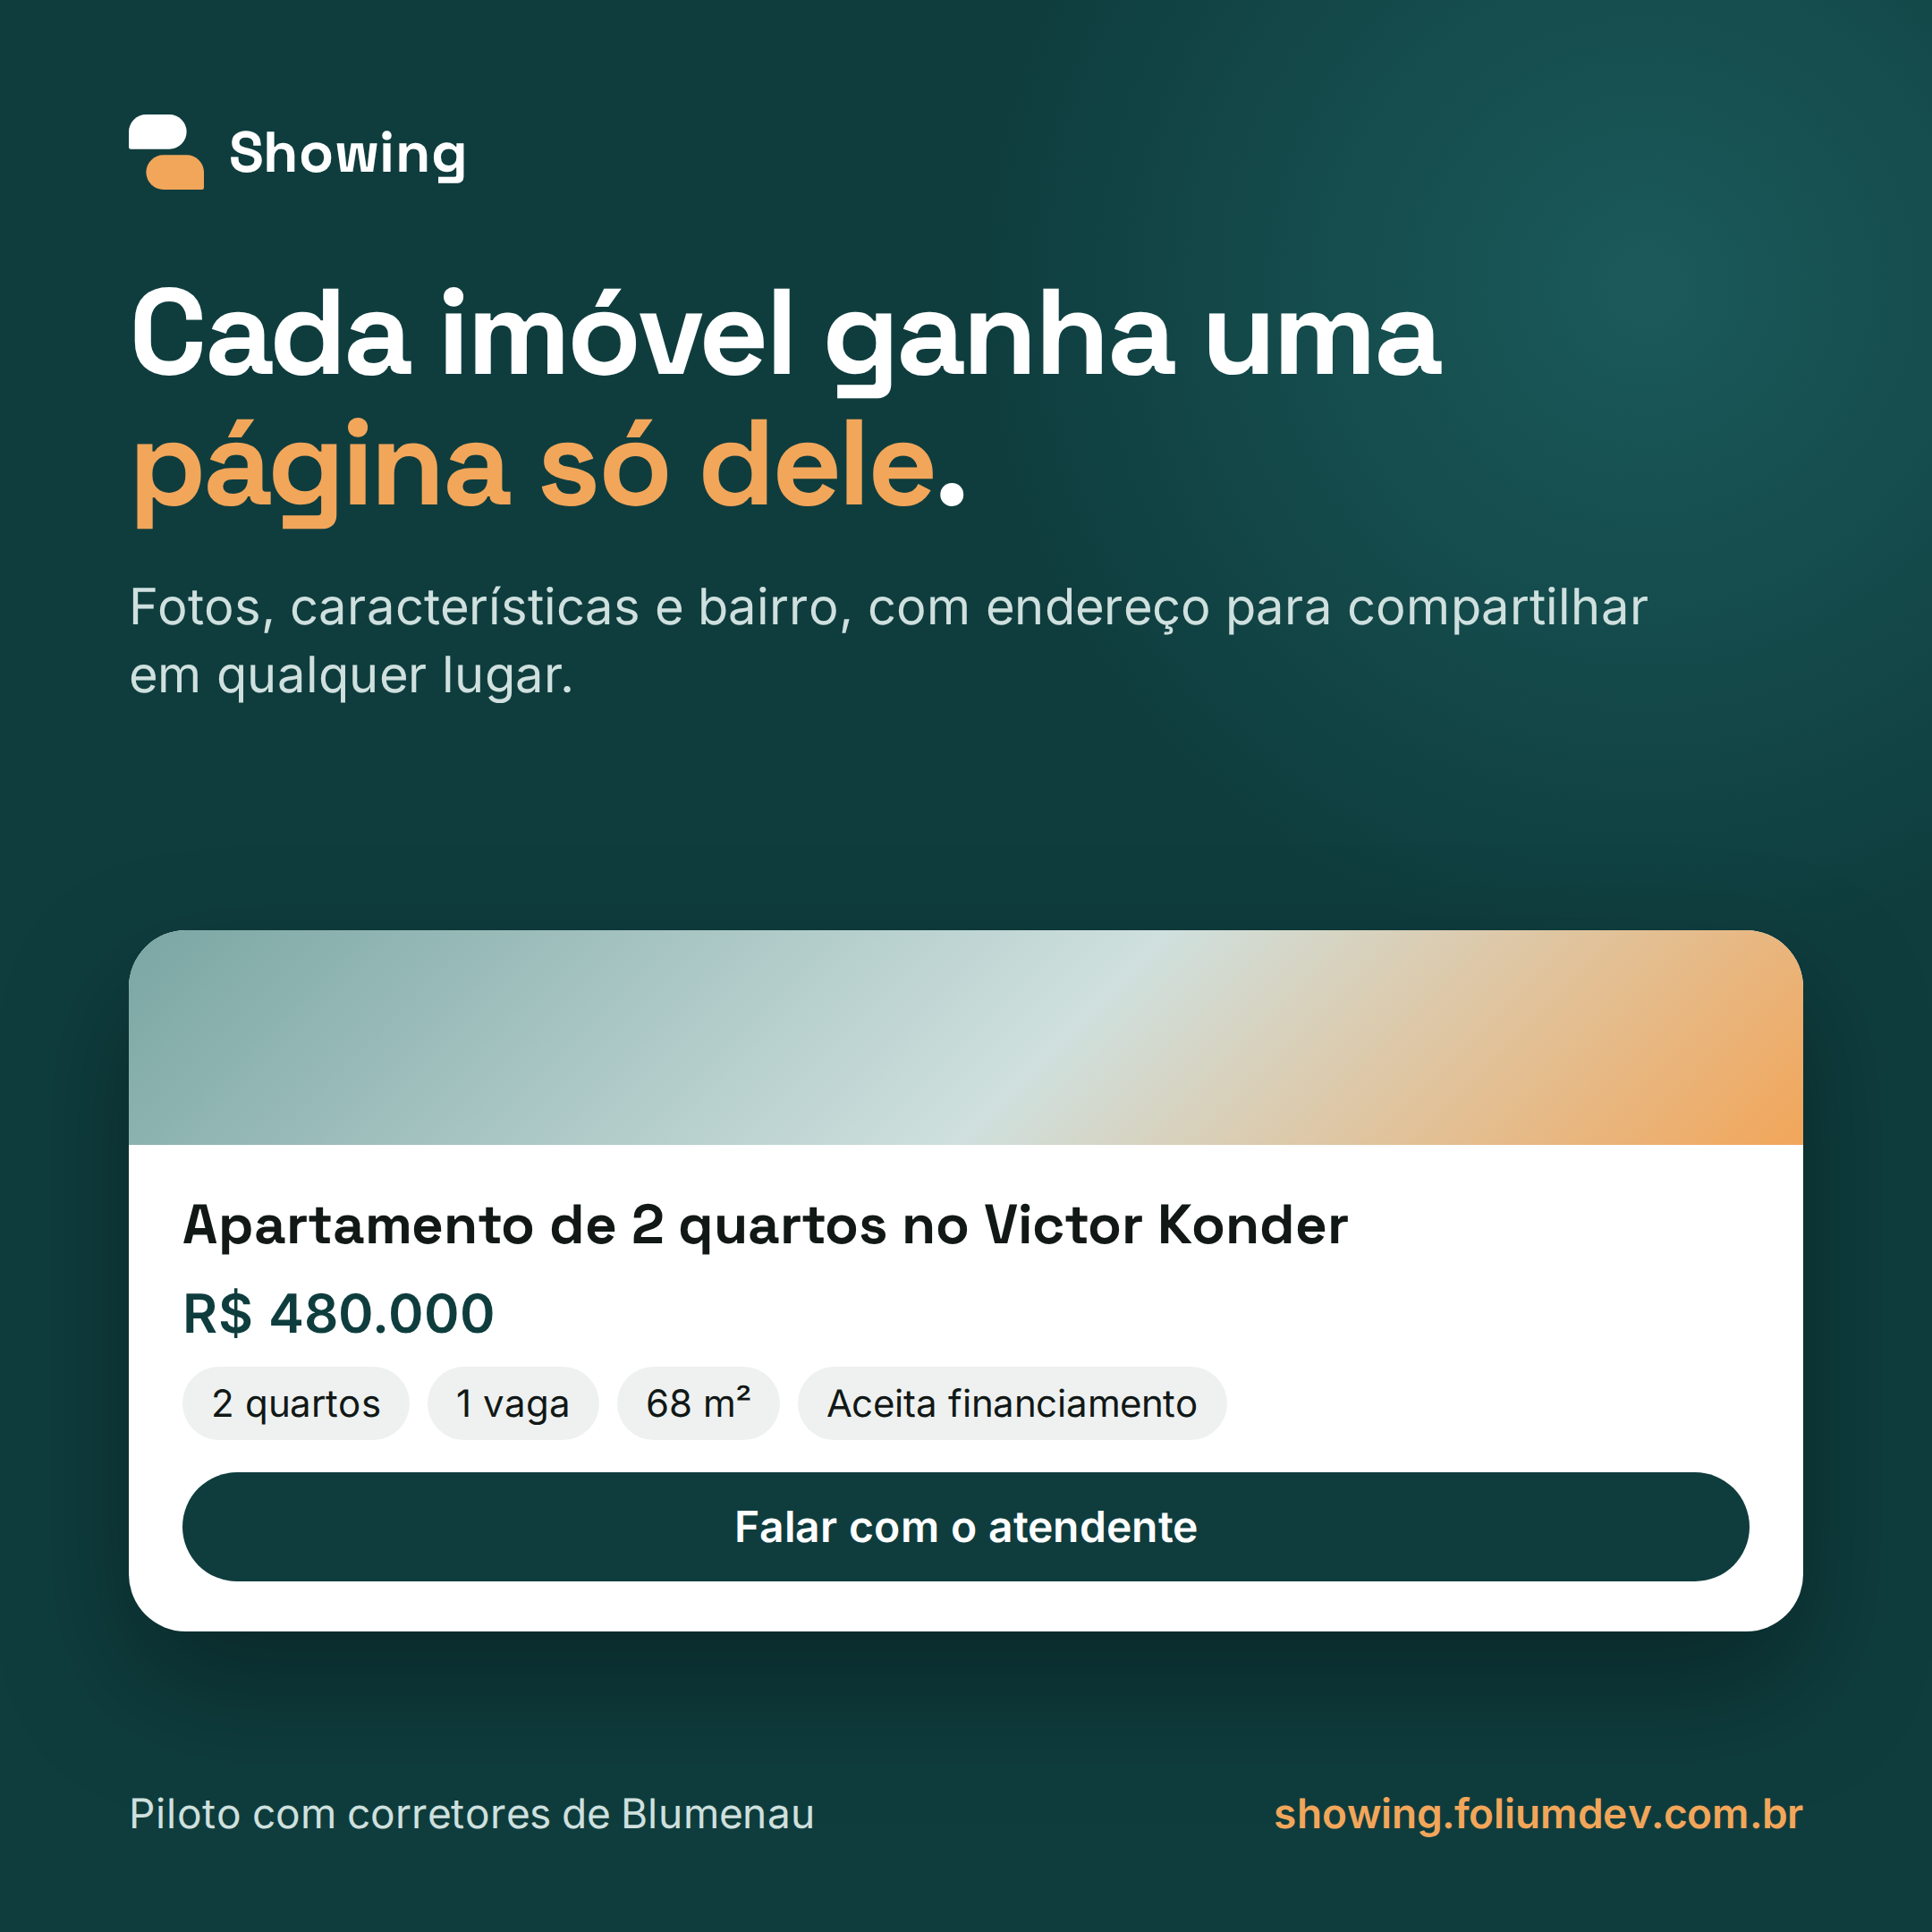 Showing
Cada imóvel ganha uma
página só dele.
Fotos, características e bairro, com endereço para compartilhar
em qualquer lugar.
Apartamento de 2 quartos no Victor Konder
R$ 480.000
2 quartos 1 vaga 68 m² Aceita financiamento
Falar com o atendente
Piloto com corretores de Blumenau showing.foliumdev.com.br